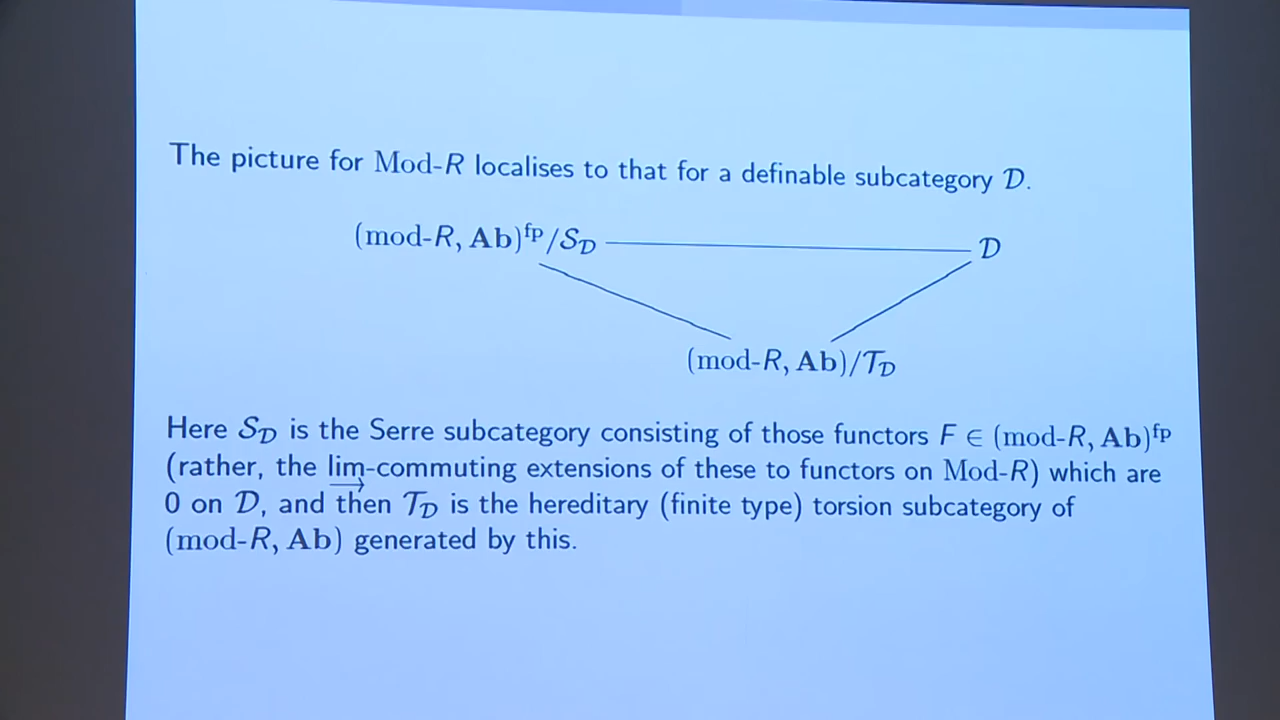 The picture for Mod-R localises to that for a definable subcategory 𝒟.
(mod-R, Ab)^fp/𝒮_𝒟
𝒟
(mod-R, Ab)/𝒯_𝒟
Here 𝒮_𝒟 is the Serre subcategory consisting of those functors F ∈ (mod-R, Ab)^fp
(rather, the lim→-commuting extensions of these to functors on Mod-R) which are
0 on 𝒟, and then 𝒯_𝒟 is the hereditary (finite type) torsion subcategory of
(mod-R, Ab) generated by this.